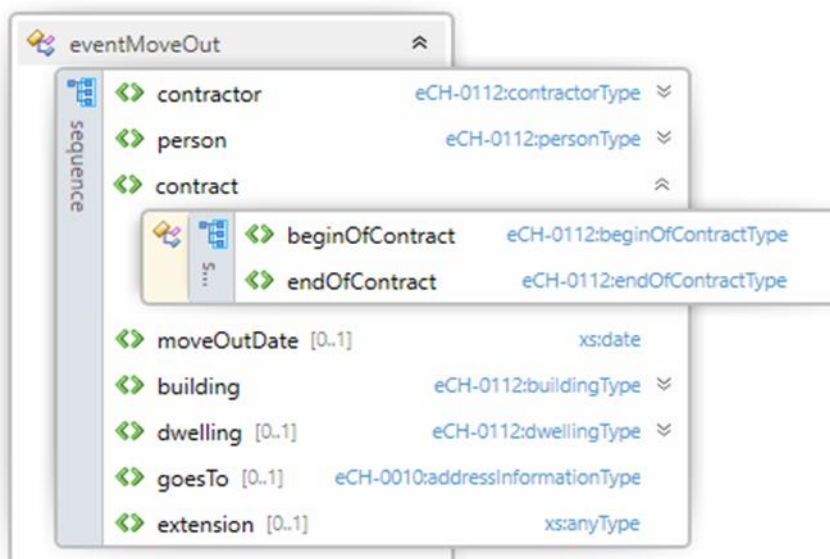 eventMoveOut
sequence
contractor eCH-0112:contractorType
person eCH-0112:personType
contract
s...
beginOfContract eCH-0112:beginOfContractType
endOfContract eCH-0112:endOfContractType
moveOutDate [0..1] xs:date
building eCH-0112:buildingType
dwelling [0..1] eCH-0112:dwellingType
goesTo [0..1] eCH-0010:addressInformationType
extension [0..1] xs:anyType